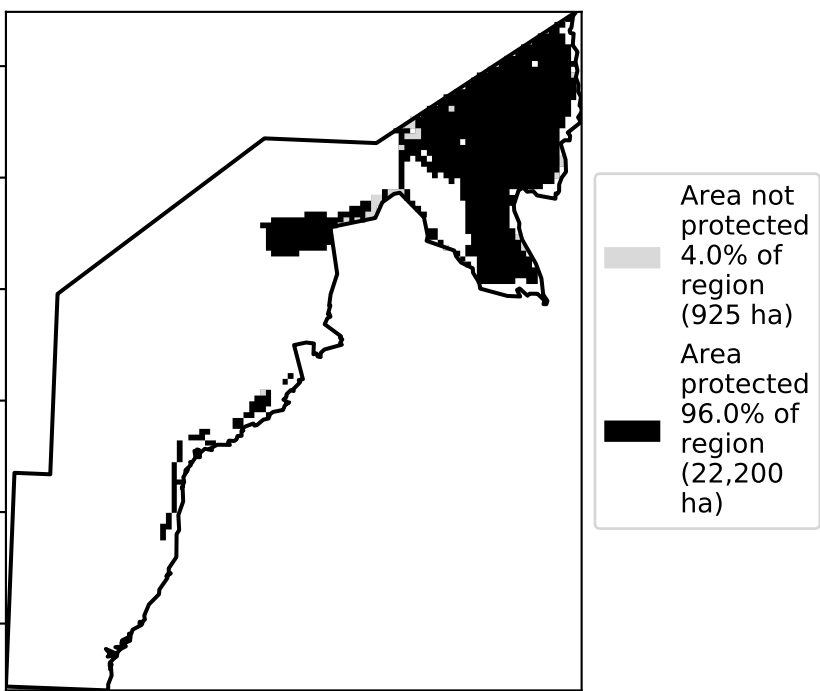 Area not
protected
4.0% of
region
(925 ha)
Area
protected
96.0% of
region
(22,200
ha)